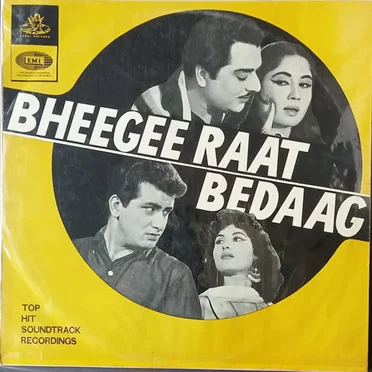 EMI
BHEEGEE RAAT
BEDAAG
TOP
HIT
SOUNDTRACK
RECORDINGS